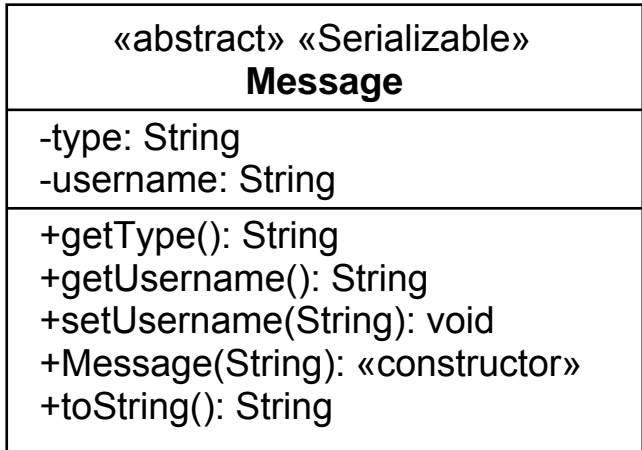 «abstract» «Serializable»
Message
-type: String
-username: String
+getType(): String
+getUsername(): String
+setUsername(String): void
+Message(String): «constructor»
+toString(): String